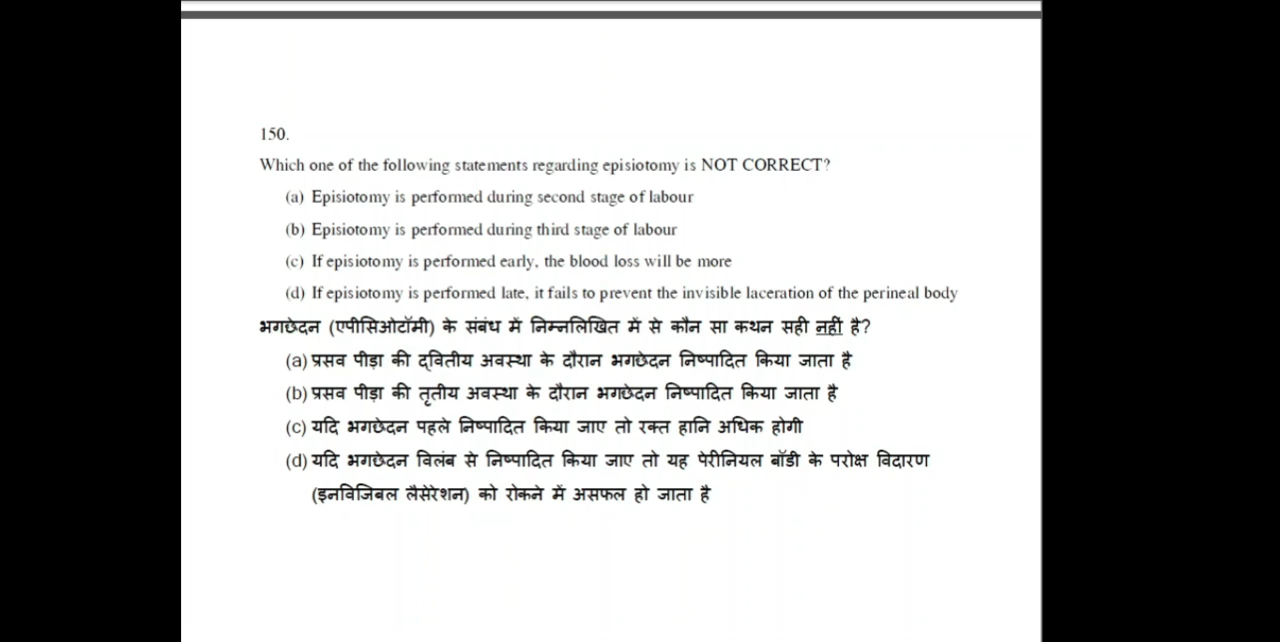 150.
Which one of the following statements regarding episiotomy is NOT CORRECT?
(a) Episiotomy is performed during second stage of labour
(b) Episiotomy is performed during third stage of labour
(c) If episiotomy is performed early, the blood loss will be more
(d) If episiotomy is performed late, it fails to prevent the invisible laceration of the perineal body
भगछेदन (एपीसिओटॉमी) के संबंध में निम्नलिखित में से कौन सा कथन सही नहीं है?
(a) प्रसव पीड़ा की द्वितीय अवस्था के दौरान भगछेदन निष्पादित किया जाता है
(b) प्रसव पीड़ा की तृतीय अवस्था के दौरान भगछेदन निष्पादित किया जाता है
(c) यदि भगछेदन पहले निष्पादित किया जाए तो रक्त हानि अधिक होगी
(d) यदि भगछेदन विलंब से निष्पादित किया जाए तो यह पेरीनियल बॉडी के परोक्ष विदारण
(इनविजिबल लैसेरेशन) को रोकने में असफल हो जाता है